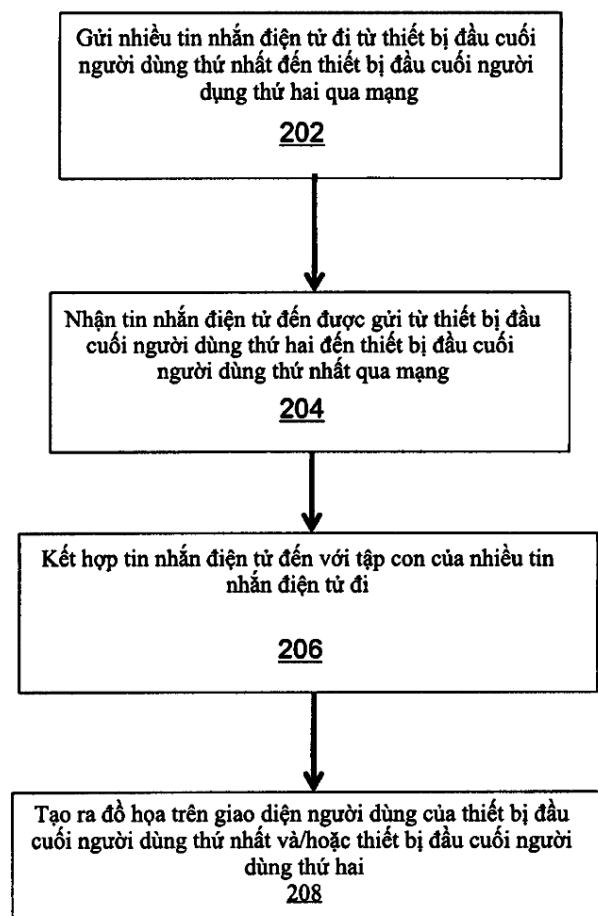 Gửi nhiều tin nhắn điện tử đi từ thiết bị đầu cuối
người dùng thứ nhất đến thiết bị đầu cuối người
dụng thứ hai qua mạng
202
Nhận tin nhắn điện tử đến được gửi từ thiết bị đầu
cuối người dùng thứ hai đến thiết bị đầu cuối
người dùng thứ nhất qua mạng
204
Kết hợp tin nhắn điện tử đến với tập con của nhiều tin
nhắn điện tử đi
206
Tạo ra đồ họa trên giao diện người dùng của thiết bị đầu
cuối người dùng thứ nhất và/hoặc thiết bị đầu cuối người
dùng thứ hai
208